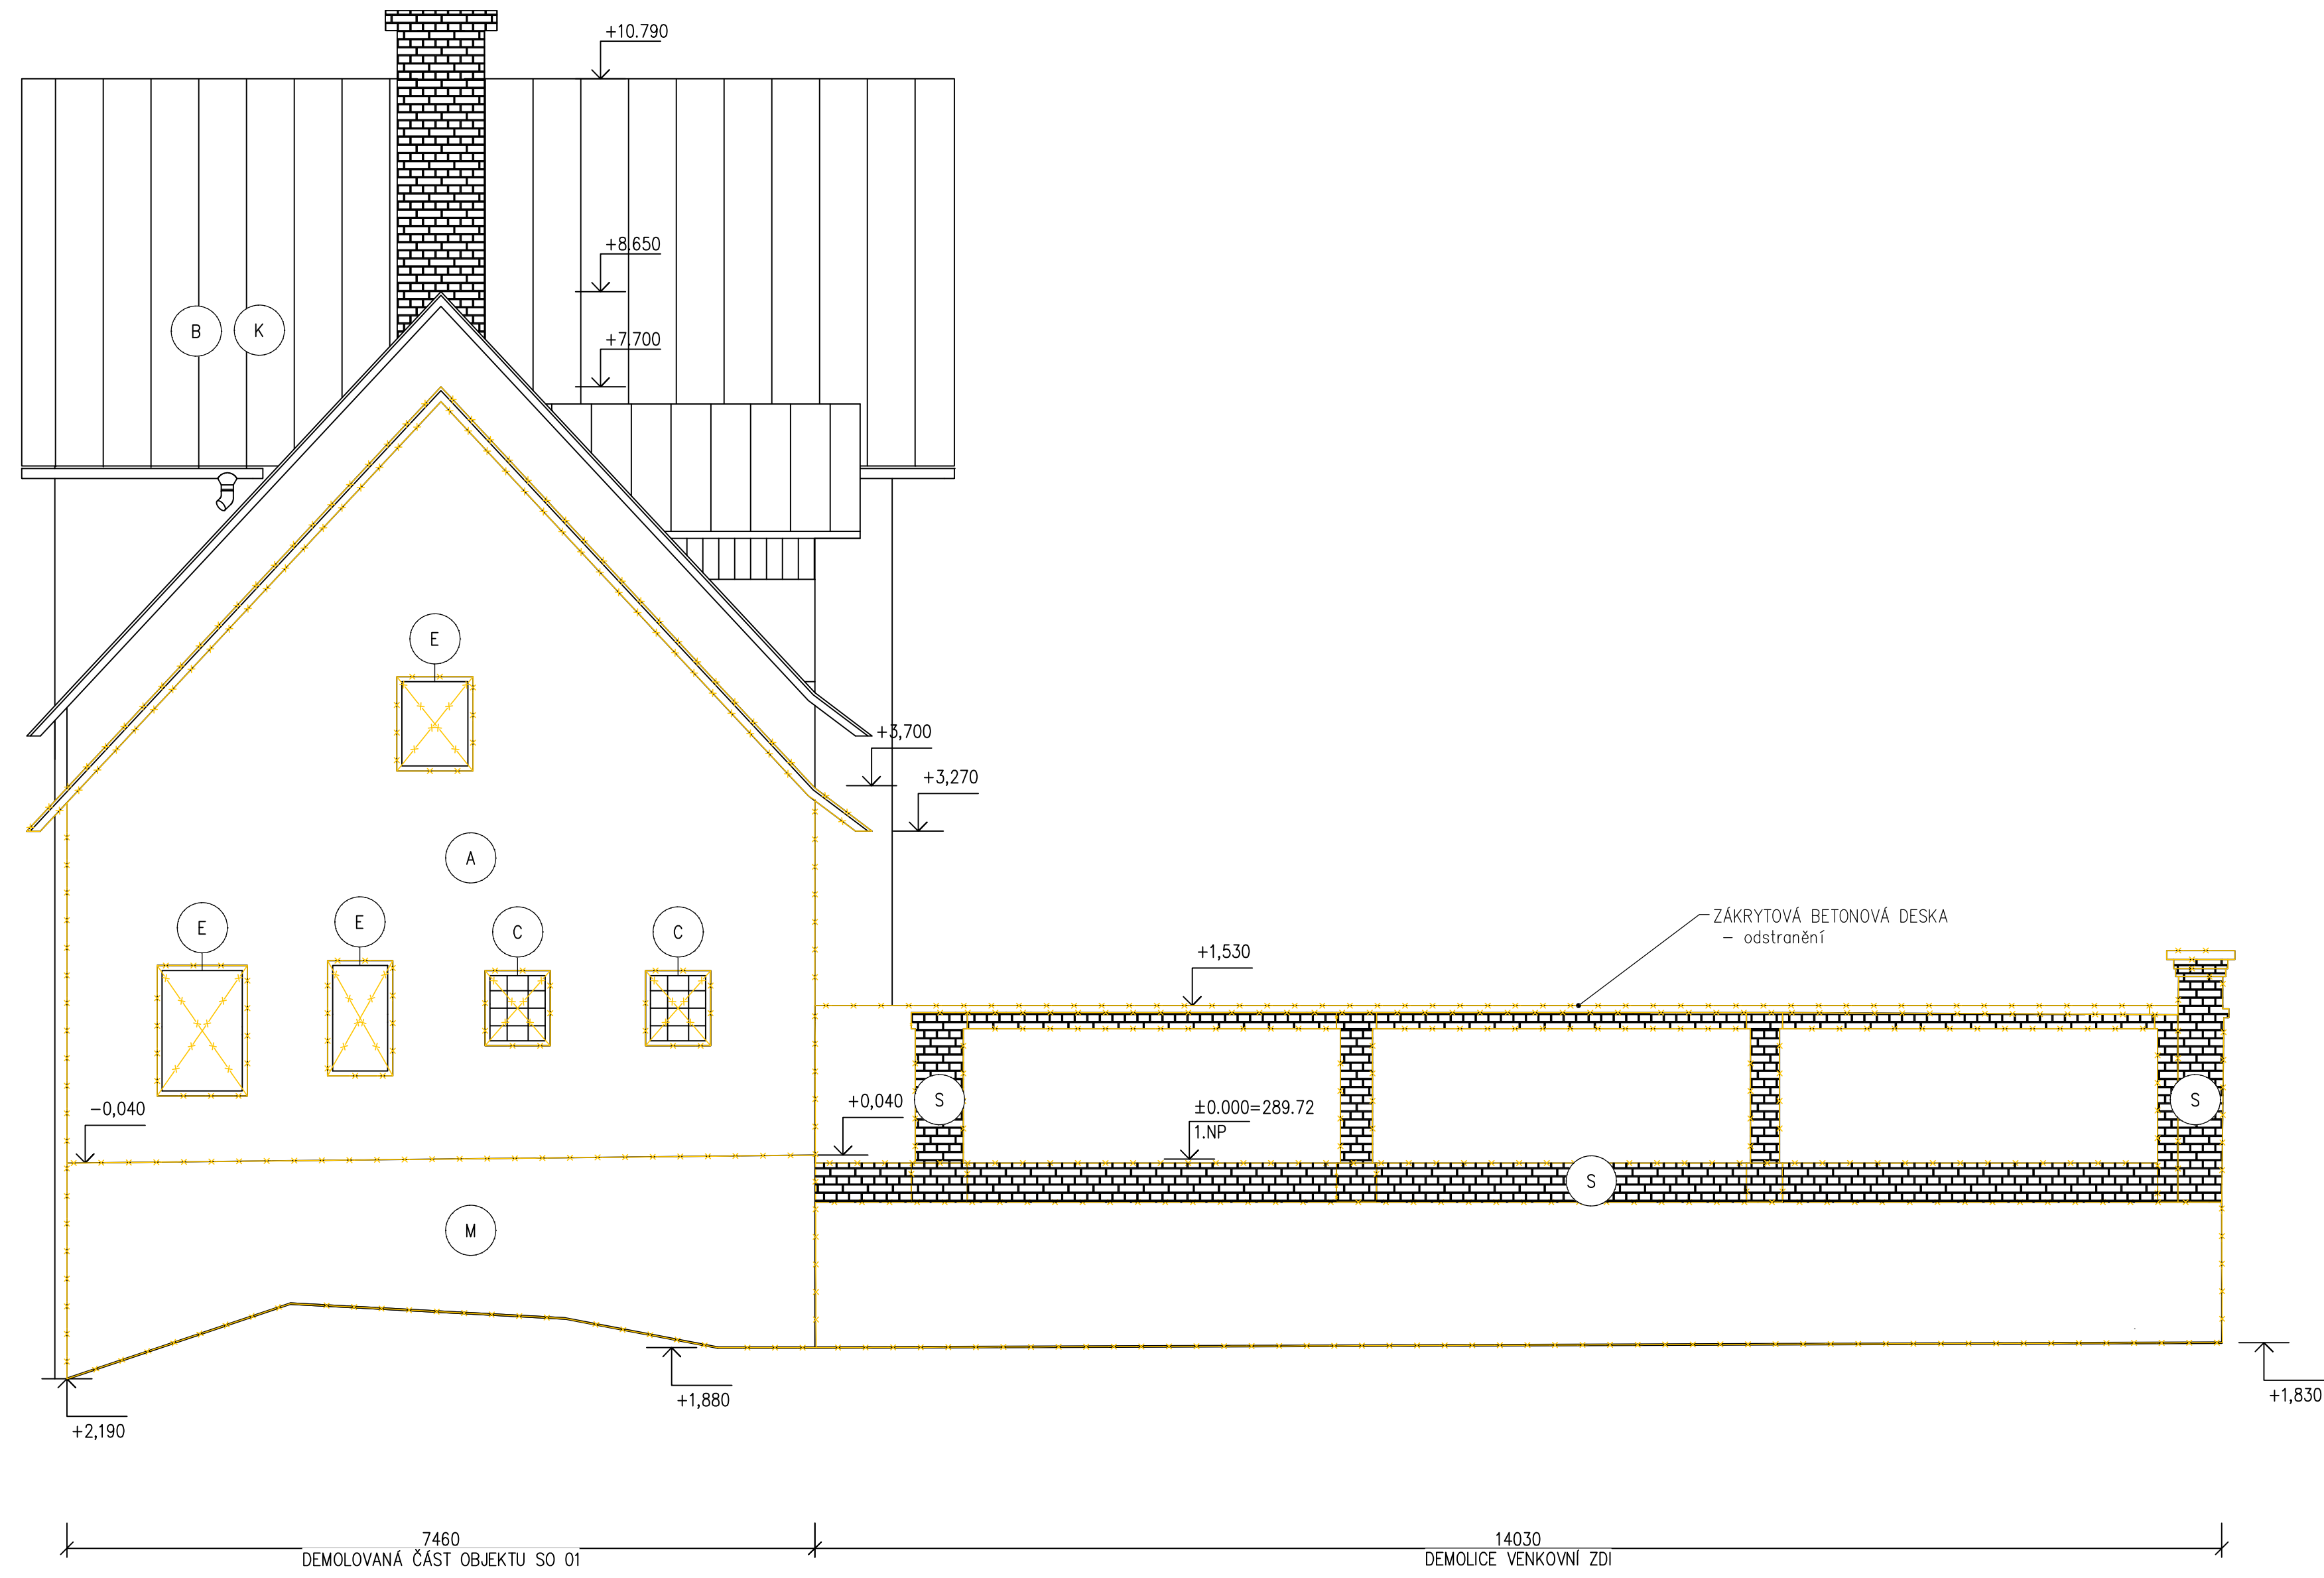 +10.790
+8.650
B
K
+7.700
E
+3,700
+3,270
A
E
E
C
C
ZÁKRYTOVÁ BETONOVÁ DESKA
– odstranění
+1,530
-0,040
+0,040
S
±0.000=289.72
1.NP
S
S
M
+1,880
+1,830
+2,190
7460
DEMOLOVANÁ ČÁST OBJEKTU SO 01
14030
DEMOLICE VENKOVNÍ ZDI